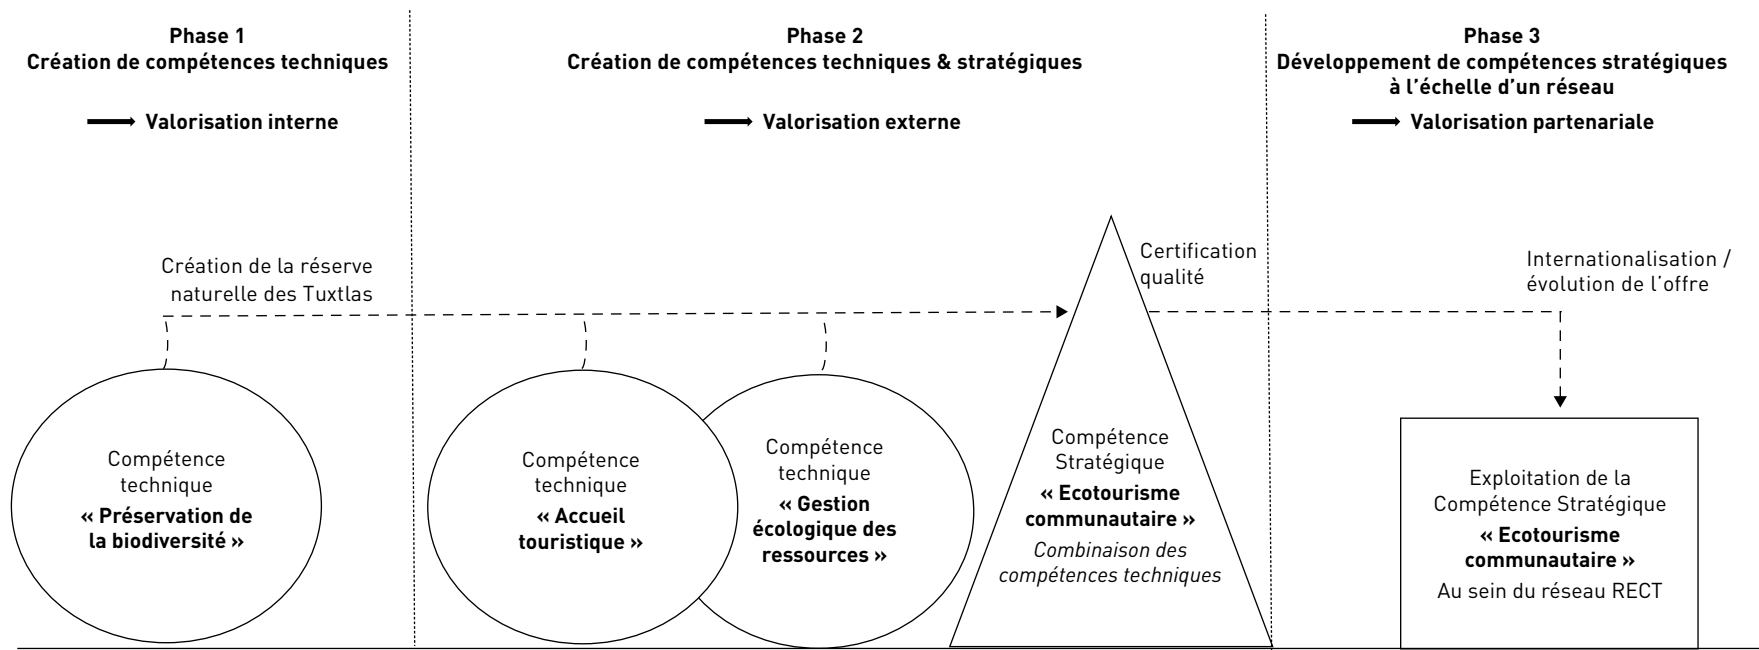 Phase 1
Création de compétences techniques
Valorisation interne
Phase 2
Création de compétences techniques & stratégiques
Valorisation externe
Phase 3
Développement de compétences stratégiques
à l'échelle d'un réseau
Valorisation partenariale
Création de la réserve
naturelle des Tuxtlas
Certification
qualité
Internationalisation /
évolution de l'offre
Compétence
technique
« Préservation de
la biodiversité »
Compétence
technique
« Accueil
touristique »
Compétence
technique
« Gestion
écologique des
ressources »
Compétence
Stratégique
« Ecotourisme
communautaire »
Combinaison des
compétences techniques
Exploitation de la
Compétence Stratégique
« Ecotourisme
communautaire »
Au sein du réseau RECT